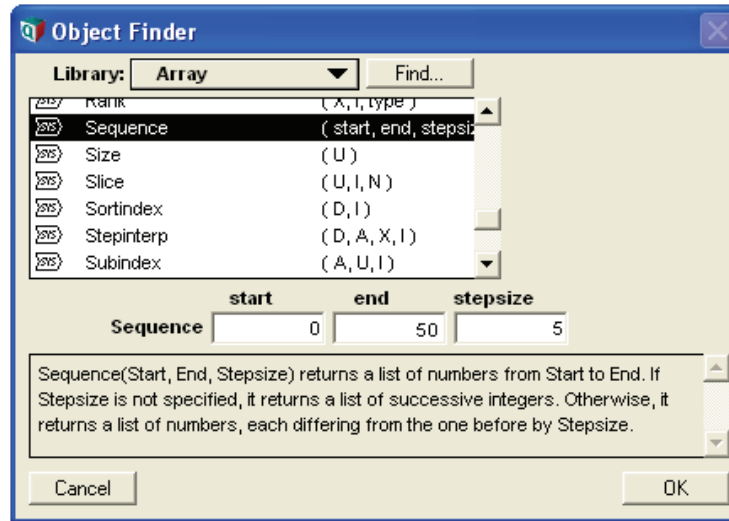 Object Finder
Library: Array Find...
Rank ( X, I, type )
Sequence ( start, end, stepsiz
Size ( U )
Slice ( U, I, N )
Sortindex ( D, I )
Stepinterp ( D, A, X, I )
Subindex ( A, U, I )
start end stepsize
Sequence 0 50 5
Sequence(Start, End, Stepsize) returns a list of numbers from Start to End. If
Stepsize is not specified, it returns a list of successive integers. Otherwise, it
returns a list of numbers, each differing from the one before by Stepsize.
Cancel OK